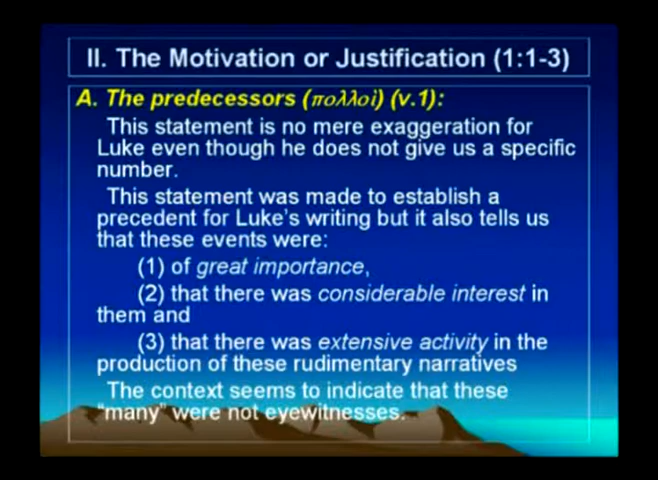 II. The Motivation or Justification (1:1-3)
A. The predecessors (πολλοὶ) (v.1):
This statement is no mere exaggeration for
Luke even though he does not give us a specific
number.
This statement was made to establish a
precedent for Luke's writing but it also tells us
that these events were:
(1) of great importance,
(2) that there was considerable interest in
them and
(3) that there was extensive activity in the
production of these rudimentary narratives
The context seems to indicate that these
"many" were not eyewitnesses.